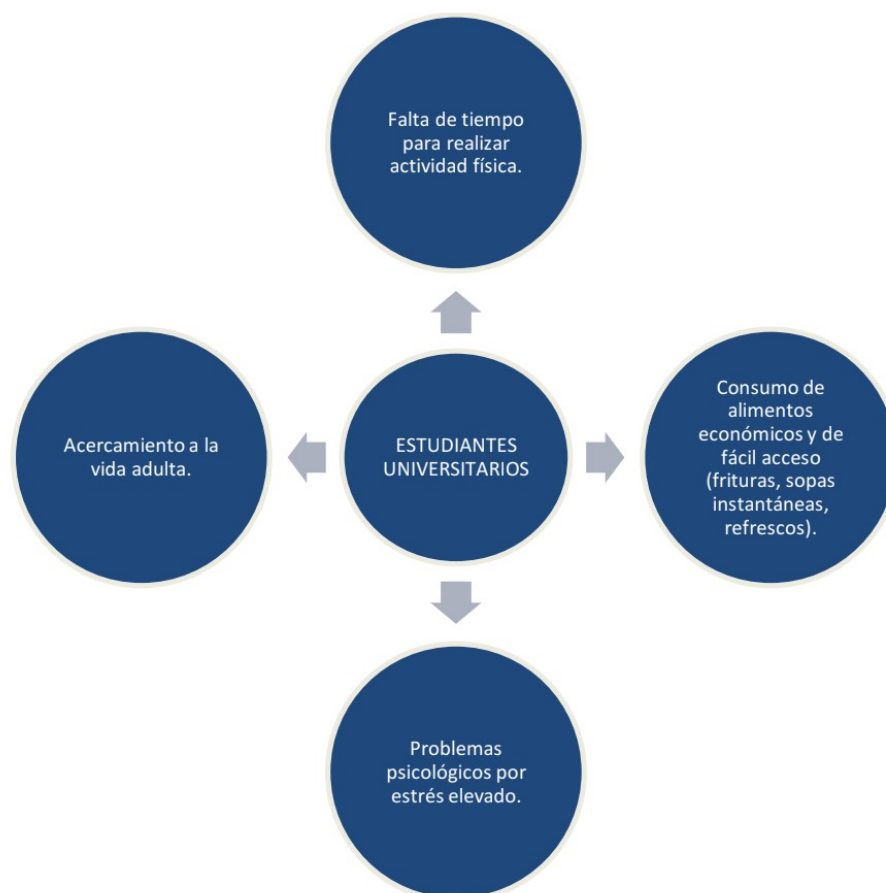 Falta de tiempo
para realizar
actividad física.
Acercamiento a la
vida adulta.
ESTUDIANTES
UNIVERSITARIOS
Consumo de
alimentos
económicos y de
fácil acceso
(frituras, sopas
instantáneas,
refrescos).
Problemas
psicológicos por
estrés elevado.